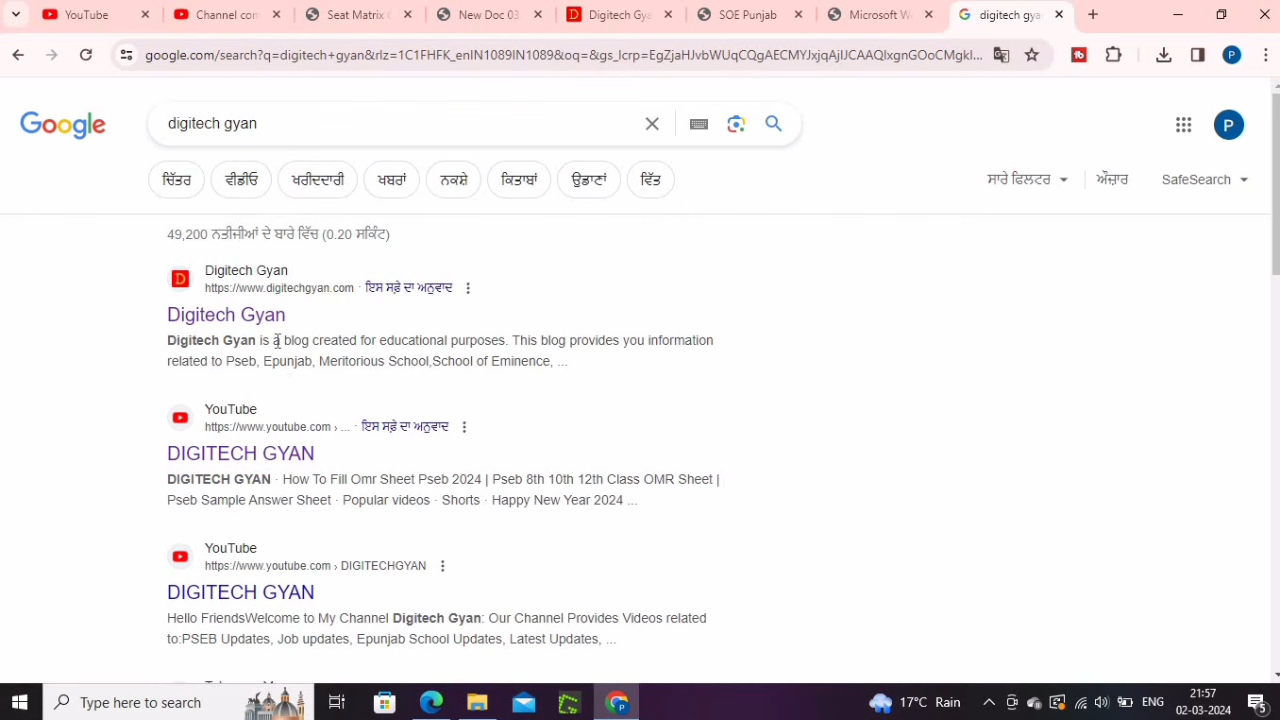 YouTube
Channel con
Seat Matrix (
New Doc 03
Digitech Gy
SOE Punjab
Microsoft W
digitech gya
google.com/search?q=digitech+gyan&rlz=1C1FHFK_enIN1089IN1089&oq=&gs_lcrp=EgZjaHJvbWUqCQgAECMYJxjqAjIJCAAQIxgnGOoCMgkI...
P
Google
digitech gyan
P
ਚਿੱਤਰ
ਵੀਡੀਓ
ਖਰੀਦਦਾਰੀ
ਖਬਰਾਂ
ਨਕਸ਼ੇ
ਕਿਤਾਬਾਂ
ਉਡਾਣਾਂ
ਵਿੱਤ
ਸਾਰੇ ਫਿਲਟਰ
ਔਜ਼ਾਰ
SafeSearch
49,200 ਨਤੀਜੀਆਂ ਦੇ ਬਾਰੇ ਵਿੱਚ (0.20 ਸਕਿੰਟ)
D
Digitech Gyan
https://www.digitechgyan.com · ਇਸ ਸਫ਼ੇ ਦਾ ਅਨੁਵਾਦ
Digitech Gyan
Digitech Gyan is a blog created for educational purposes. This blog provides you information
related to Pseb, Epunjab, Meritorious School,School of Eminence, ...
YouTube
https://www.youtube.com › ... · ਇਸ ਸਫ਼ੇ ਦਾ ਅਨੁਵਾਦ
DIGITECH GYAN
DIGITECH GYAN · How To Fill Omr Sheet Pseb 2024 | Pseb 8th 10th 12th Class OMR Sheet |
Pseb Sample Answer Sheet · Popular videos · Shorts · Happy New Year 2024 ...
YouTube
https://www.youtube.com › DIGITECHGYAN
DIGITECH GYAN
Hello FriendsWelcome to My Channel Digitech Gyan: Our Channel Provides Videos related
to:PSEB Updates, Job updates, Epunjab School Updates, Latest Updates, ...
Type here to search
17°C Rain
ENG
21:57
02-03-2024
5